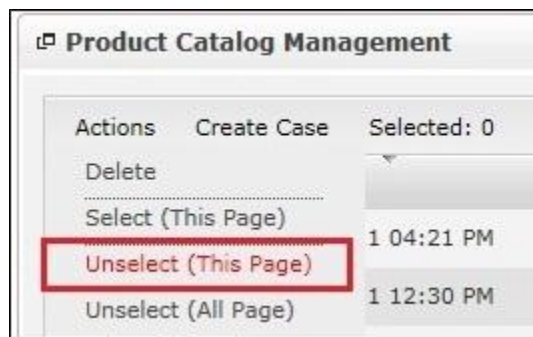 Product Catalog Management
Actions Create Case Selected: 0
Delete
Select (This Page)
1 04:21 PM
Unselect (This Page)
1 12:30 PM
Unselect (All Page)